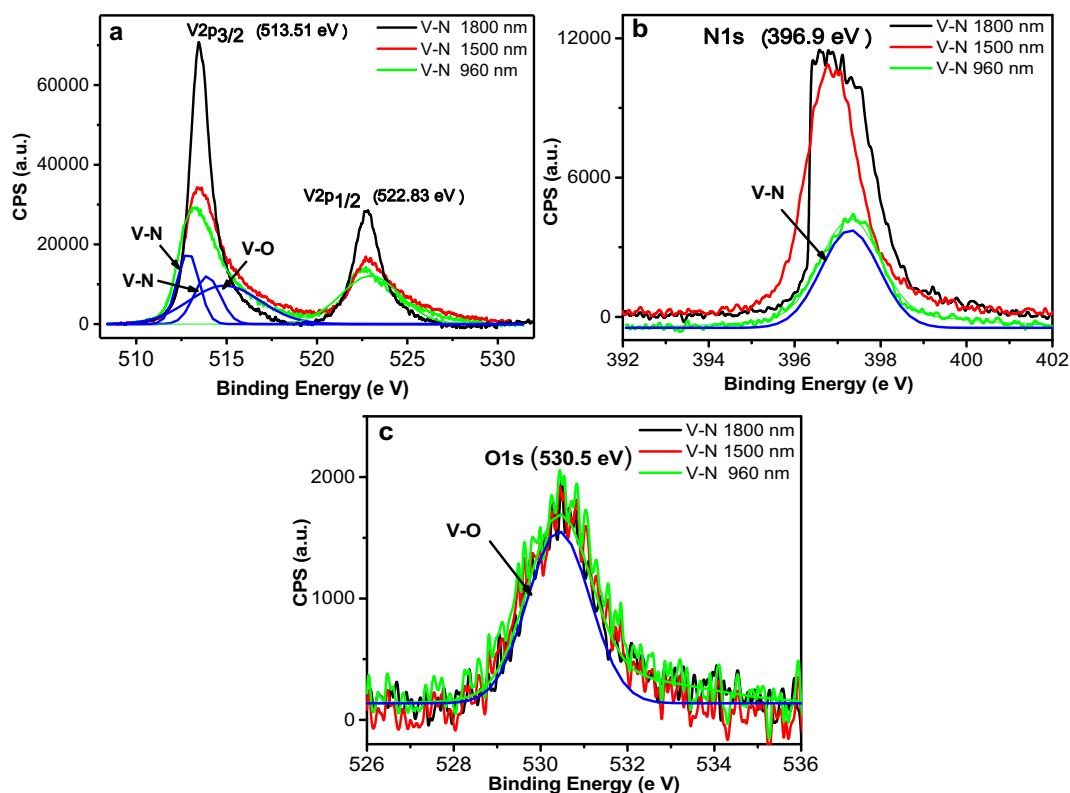 a
V2p3/2 (513.51 eV)
V-N 1800 nm
V-N 1500 nm
V-N 960 nm
80000
60000
40000
20000
0
CPS (a.u.)
V2p1/2 (522.83 eV)
V-N
V-O
V-N
510 515 520 525 530
Binding Energy (e V)
b
N1s (396.9 eV)
V-N 1800 nm
V-N 1500 nm
V-N 960 nm
12000
6000
0
CPS (a.u.)
V-N
392 394 396 398 400 402
Binding Energy (e V)
c
O1s (530.5 eV)
V-N 1800 nm
V-N 1500 nm
V-N 960 nm
2000
1000
0
CPS (a.u.)
V-O
526 528 530 532 534 536
Binding Energy (e V)